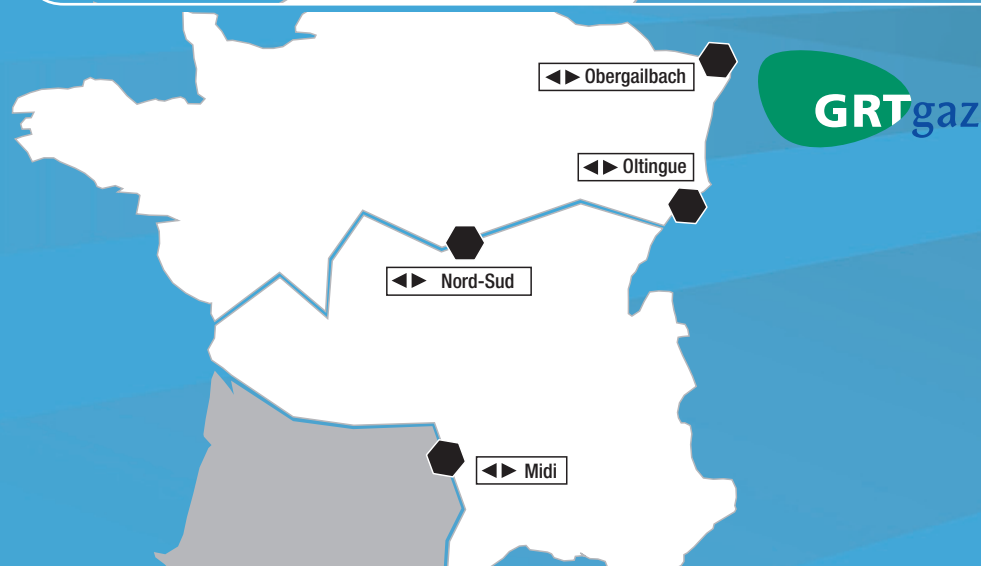 ◄► Obergailbach
GRTgaz
◄► Oltingue
◄► Nord-Sud
◄► Midi